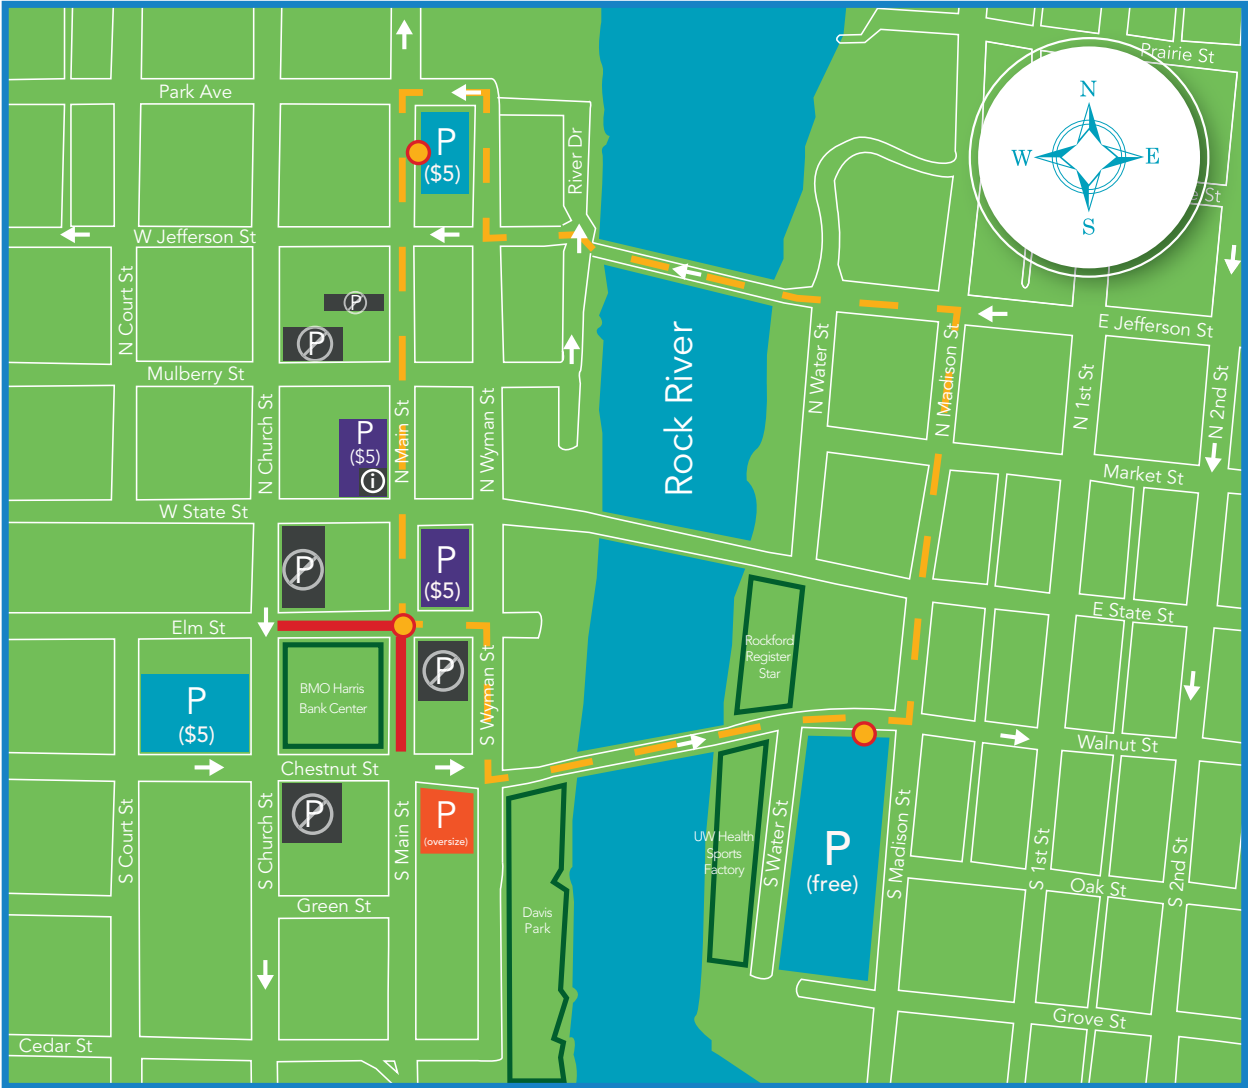 Prairie St
N
W
E
S
e St
Park Ave
P
($5)
River Dr
W Jefferson St
N Court St
P
P
E Jefferson St
Rock River
N Water St
N Madison St
N 1st St
N 2nd St
Mulberry St
N Church St
P
($5)
i
N Main St
N Wyman St
Market St
W State St
P
P
($5)
E State St
Elm St
P
Rockford
Register
Star
S Wyman St
P
($5)
BMO Harris
Bank Center
Walnut St
Chestnut St
P
P
(oversize)
S Court St
S Church St
S Main St
UW Health
Sports
Factory
S Water St
P
(free)
S Madison St
S 1st St
S 2nd St
Oak St
Green St
Davis
Park
Grove St
Cedar St